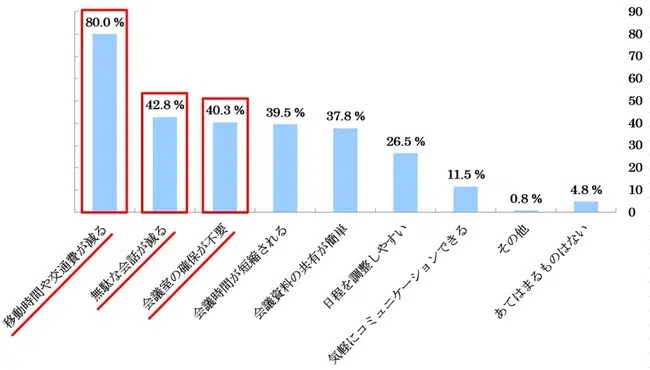 80.0 %
42.8 %
40.3 %
39.5 %
37.8 %
26.5 %
11.5 %
0.8 %
4.8 %
90
80
70
60
50
40
30
20
10
0
移動時間や交通費が減る
無駄な会話が減る
会議室の確保が不要
会議時間が短縮される
会議資料の共有が簡単
日程を調整しやすい
気軽にコミュニケーションできる
その他
あてはまるものはない